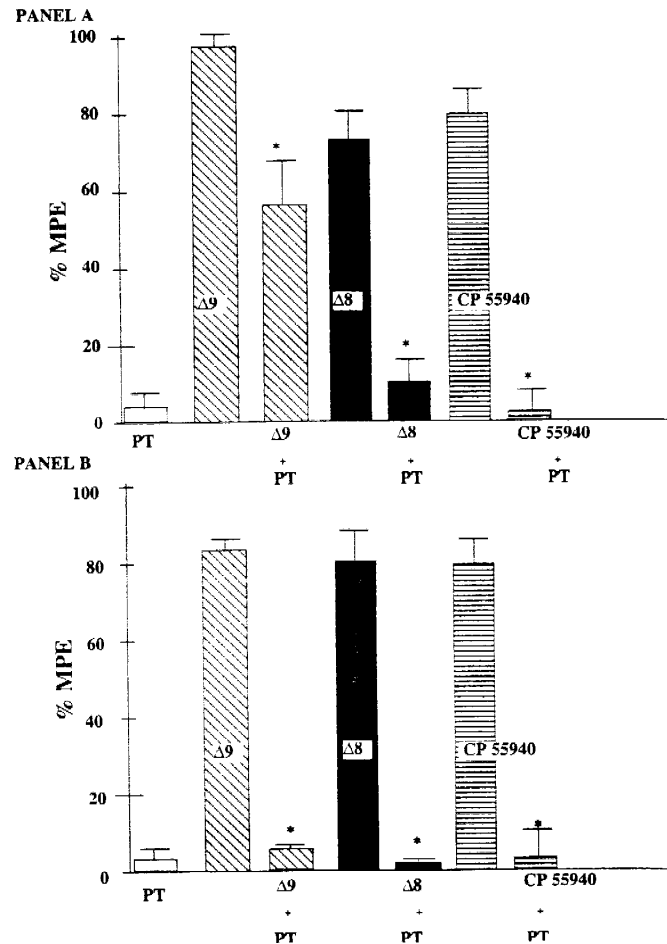 PANEL A
100
80
60
40
20
0
% MPE
Δ9
Δ8
CP 55940
* * *
PT Δ9 Δ8 CP 55940
+ + +
PT PT PT
PANEL B
100
80
60
40
20
0
% MPE
Δ9
Δ8
CP 55940
* * *
PT Δ9 Δ8 CP 55940
+ + +
PT PT PT